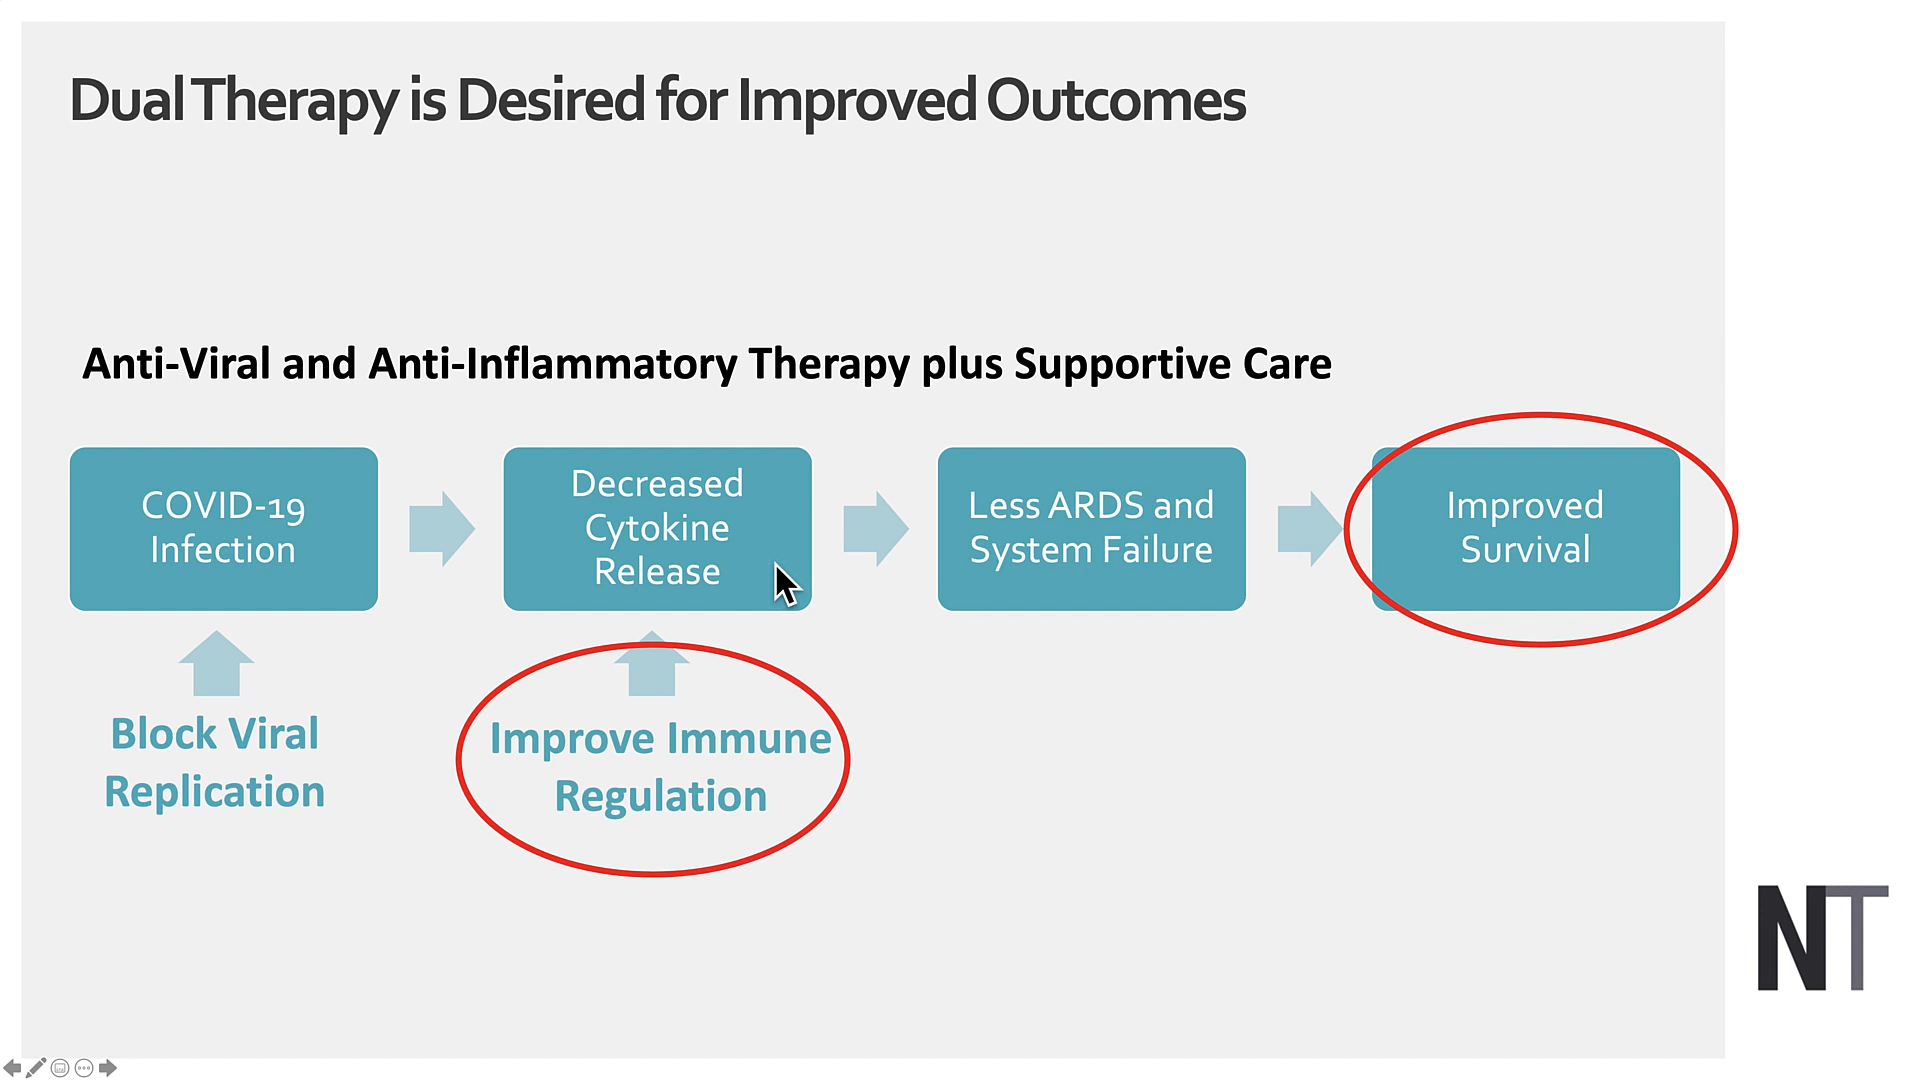 Dual Therapy is Desired for Improved Outcomes
Anti-Viral and Anti-Inflammatory Therapy plus Supportive Care
COVID-19
Infection
Decreased
Cytokine
Release
Less ARDS and
System Failure
Improved
Survival
Block Viral
Replication
Improve Immune
Regulation
NT